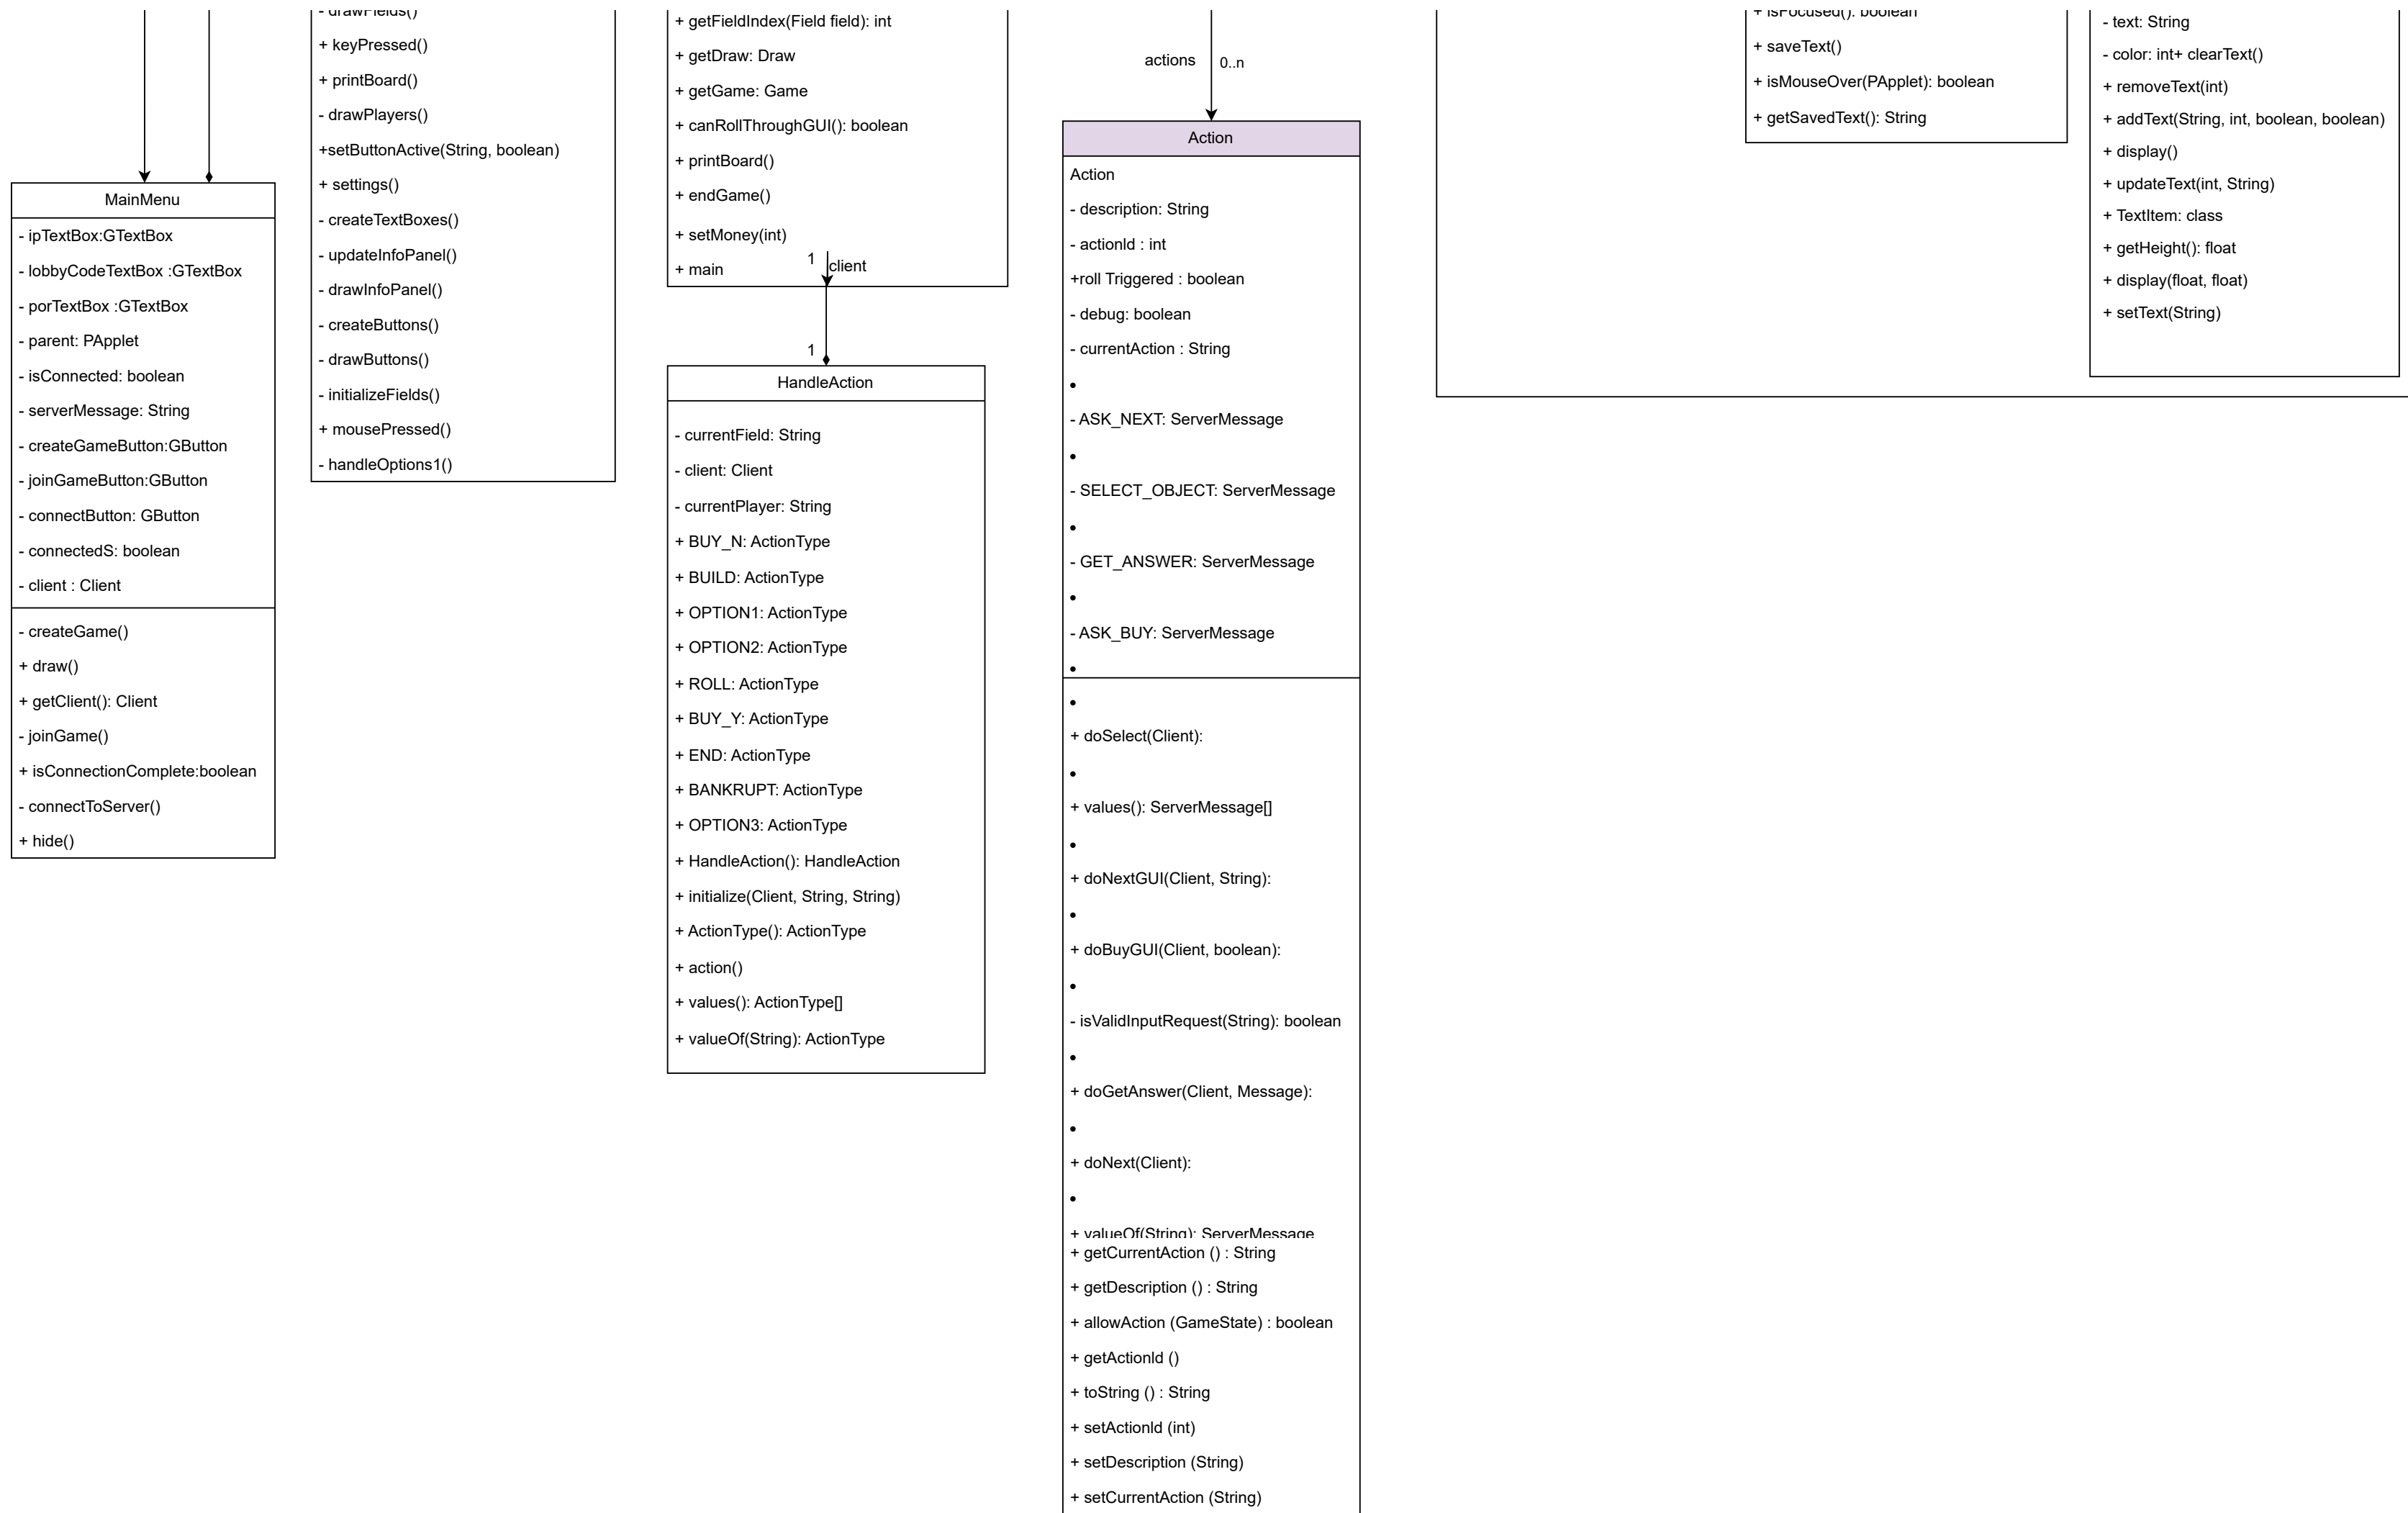 MainMenu
- ipTextBox:GTextBox
- lobbyCodeTextBox :GTextBox
- porTextBox :GTextBox
- parent: PApplet
- isConnected: boolean
- serverMessage: String
- createGameButton:GButton
- joinGameButton:GButton
- connectButton: GButton
- connectedS: boolean
- client : Client
- createGame()
+ draw()
+ getClient(): Client
- joinGame()
+ isConnectionComplete:boolean
- connectToServer()
+ hide()
- drawFields()
+ keyPressed()
+ printBoard()
- drawPlayers()
+setButtonActive(String, boolean)
+ settings()
- createTextBoxes()
- updateInfoPanel()
- drawInfoPanel()
- createButtons()
- drawButtons()
- initializeFields()
+ mousePressed()
- handleOptions1()
+ getFieldIndex(Field field): int
+ getDraw: Draw
+ getGame: Game
+ canRollThroughGUI(): boolean
+ printBoard()
+ endGame()
+ setMoney(int)
+ main
1
client
1
HandleAction
- currentField: String
- client: Client
- currentPlayer: String
+ BUY_N: ActionType
+ BUILD: ActionType
+ OPTION1: ActionType
+ OPTION2: ActionType
+ ROLL: ActionType
+ BUY_Y: ActionType
+ END: ActionType
+ BANKRUPT: ActionType
+ OPTION3: ActionType
+ HandleAction(): HandleAction
+ initialize(Client, String, String)
+ ActionType(): ActionType
+ action()
+ values(): ActionType[]
+ valueOf(String): ActionType
actions
0..n
Action
Action
- description: String
- actionId : int
+roll Triggered : boolean
- debug: boolean
- currentAction : String
•
- ASK_NEXT: ServerMessage
•
- SELECT_OBJECT: ServerMessage
•
- GET_ANSWER: ServerMessage
•
- ASK_BUY: ServerMessage
•
•
+ doSelect(Client):
•
+ values(): ServerMessage[]
•
+ doNextGUI(Client, String):
•
+ doBuyGUI(Client, boolean):
•
- isValidInputRequest(String): boolean
•
+ doGetAnswer(Client, Message):
•
+ doNext(Client):
•
+ valueOf(String): ServerMessage
+ getCurrentAction () : String
+ getDescription () : String
+ allowAction (GameState) : boolean
+ getActionId ()
+ toString () : String
+ setActionId (int)
+ setDescription (String)
+ setCurrentAction (String)
+ isFocused(): boolean
+ saveText()
+ isMouseOver(PApplet): boolean
+ getSavedText(): String
- text: String
- color: int+ clearText()
+ removeText(int)
+ addText(String, int, boolean, boolean)
+ display()
+ updateText(int, String)
+ TextItem: class
+ getHeight(): float
+ display(float, float)
+ setText(String)